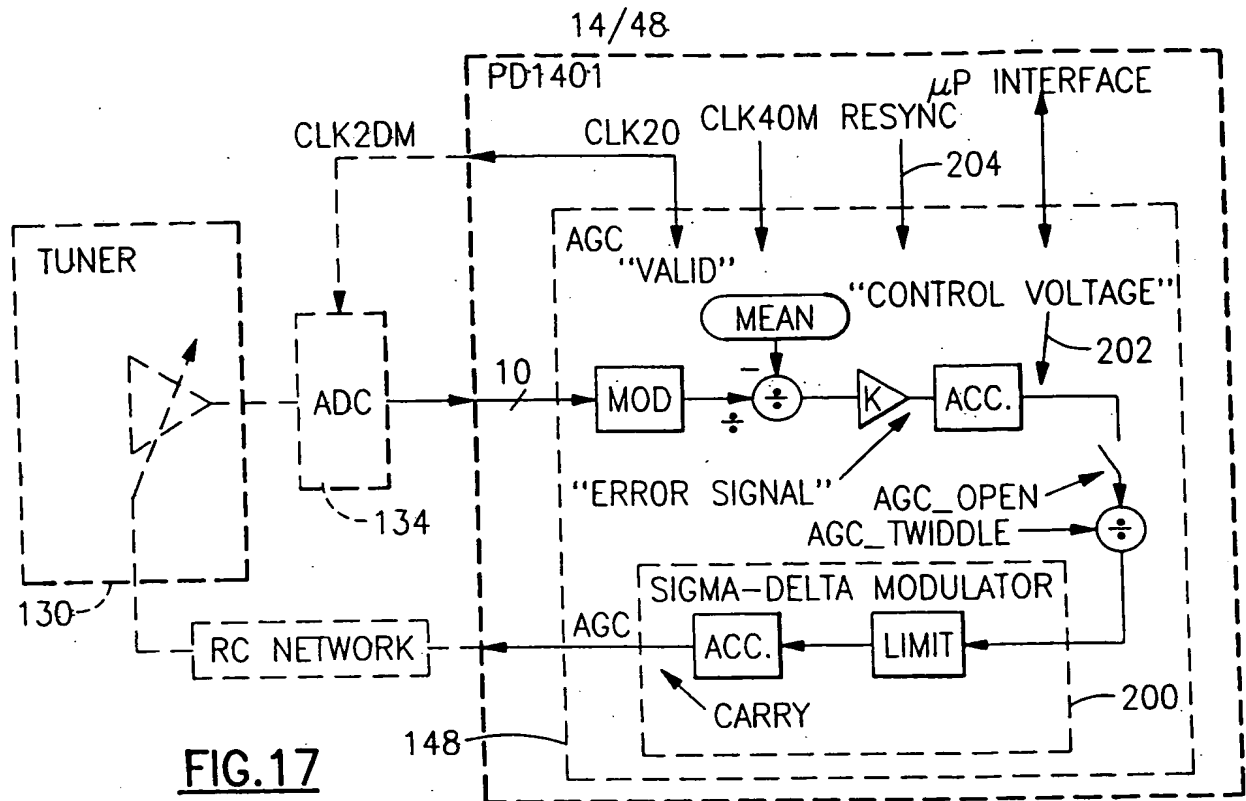 14/48
PD1401
µP INTERFACE
CLK2DM
CLK20
CLK40M RESYNC
204
TUNER
AGC
"VALID"
"CONTROL VOLTAGE"
MEAN
202
10
ADC
MOD
−
÷
÷
K
ACC.
"ERROR SIGNAL"
AGC_OPEN
134
AGC_TWIDDLE
÷
130
SIGMA−DELTA MODULATOR
AGC
RC NETWORK
ACC.
LIMIT
CARRY
200
148
FIG.17